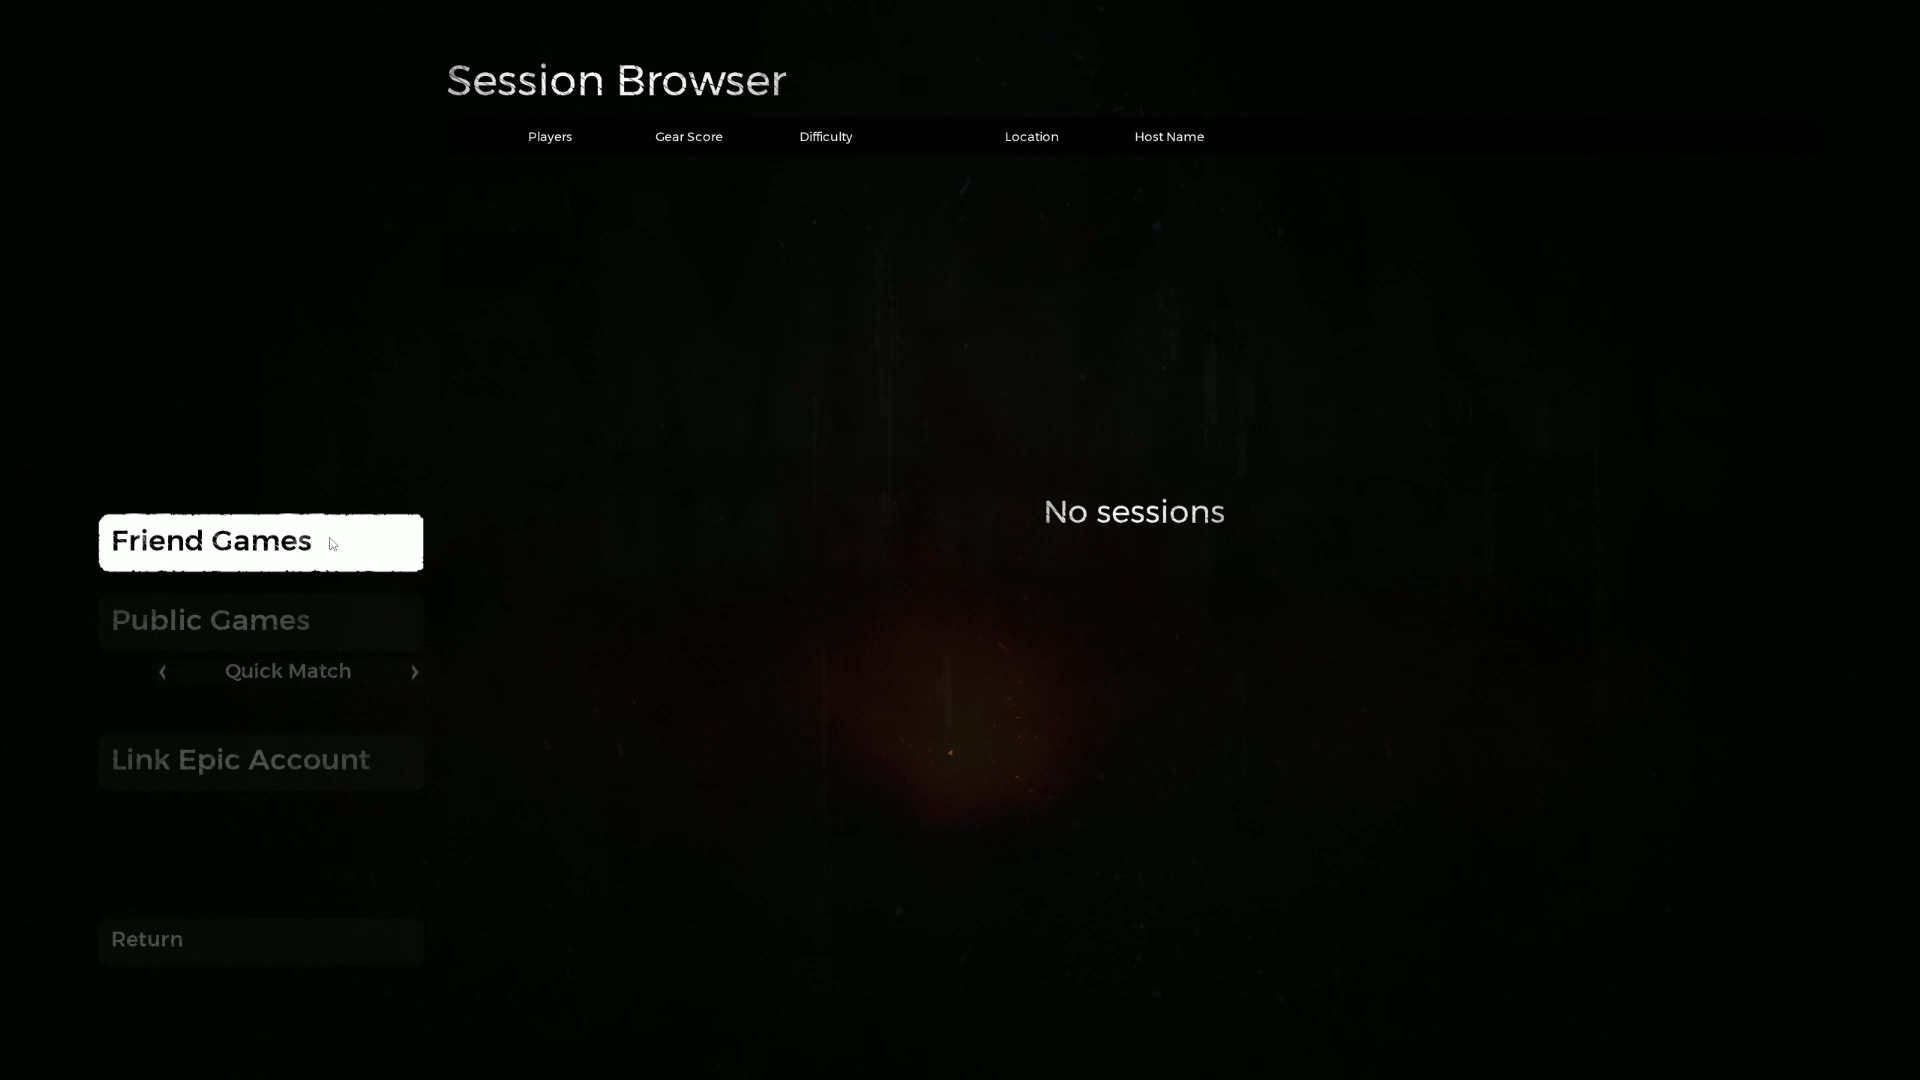 Session Browser
Players Gear Score Difficulty Location Host Name
No sessions
Friend Games
Public Games
Quick Match
Link Epic Account
Return